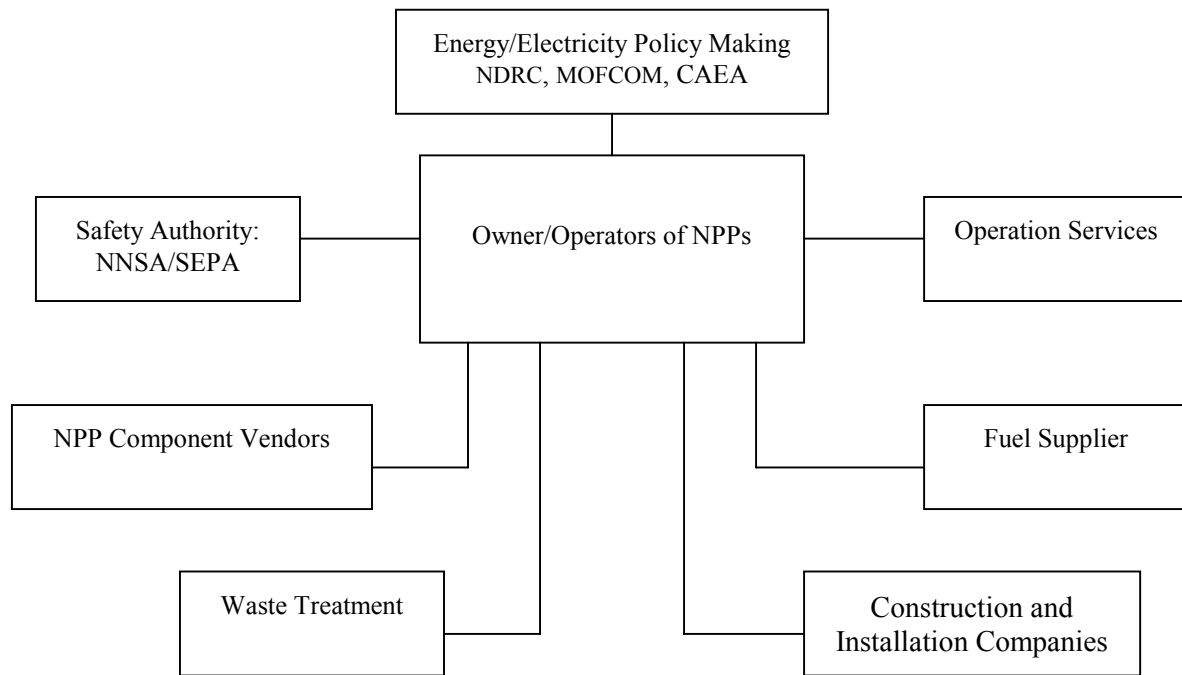 Energy/Electricity Policy Making
NDRC, MOFCOM, CAEA
Safety Authority:
NNSA/SEPA
Owner/Operators of NPPs
Operation Services
NPP Component Vendors
Fuel Supplier
Waste Treatment
Construction and
Installation Companies